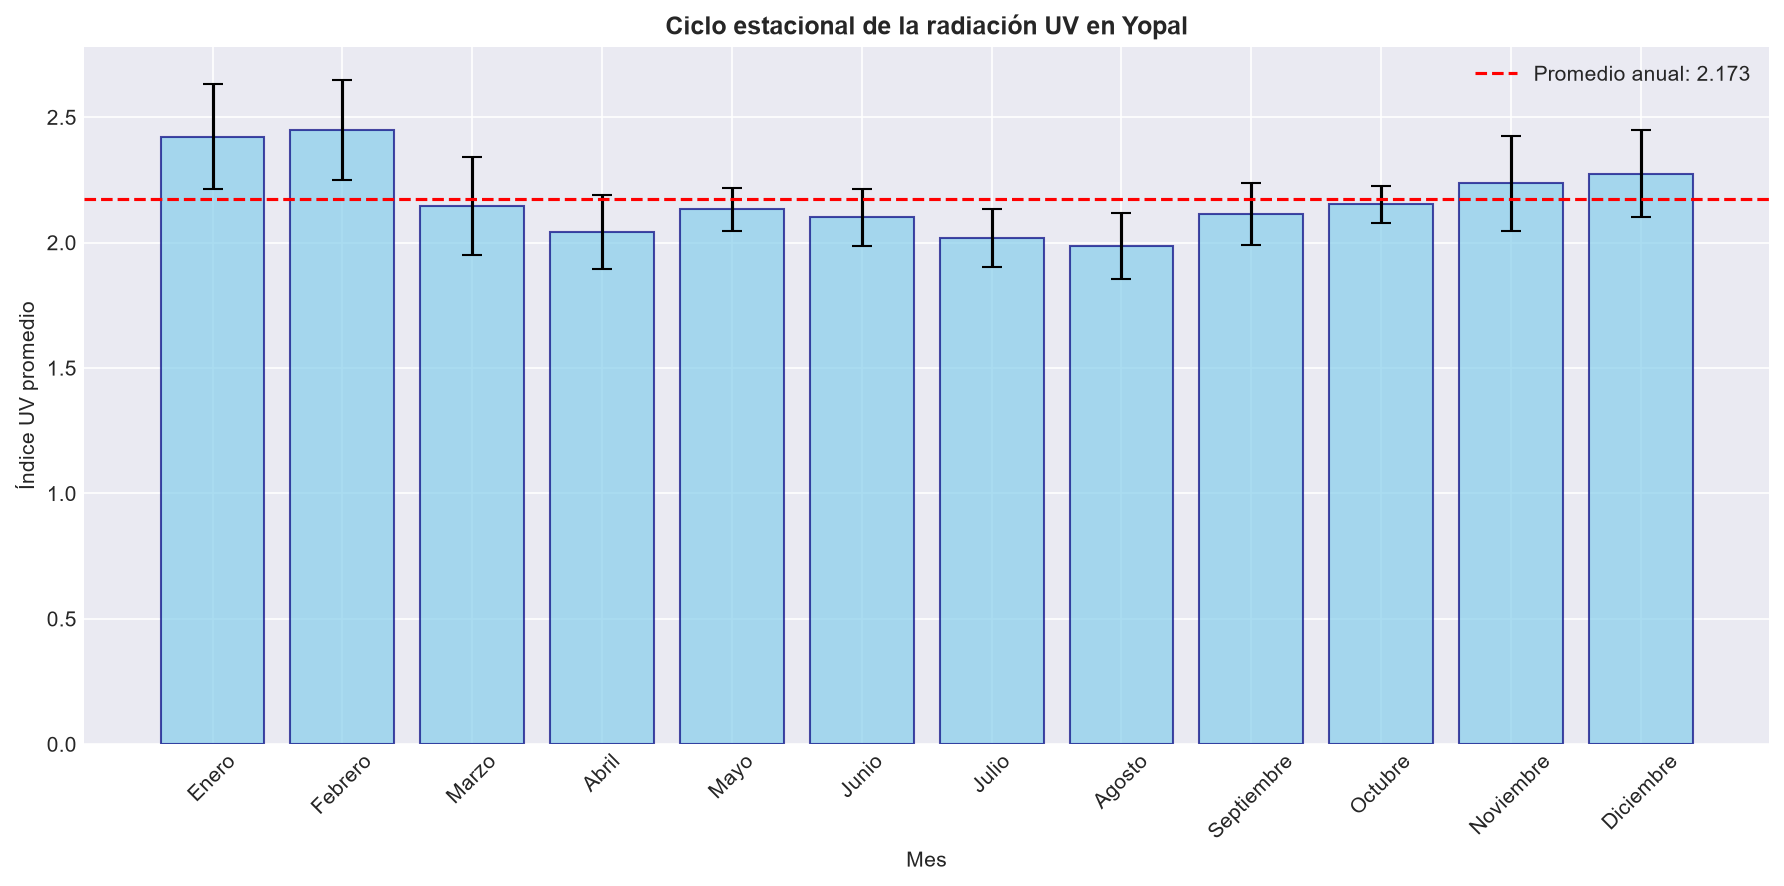 Ciclo estacional de la radiación UV en Yopal
Promedio anual: 2.173
Índice UV promedio
2.5
2.0
1.5
1.0
0.5
0.0
Enero
Febrero
Marzo
Abril
Mayo
Junio
Julio
Agosto
Septiembre
Octubre
Noviembre
Diciembre
Mes